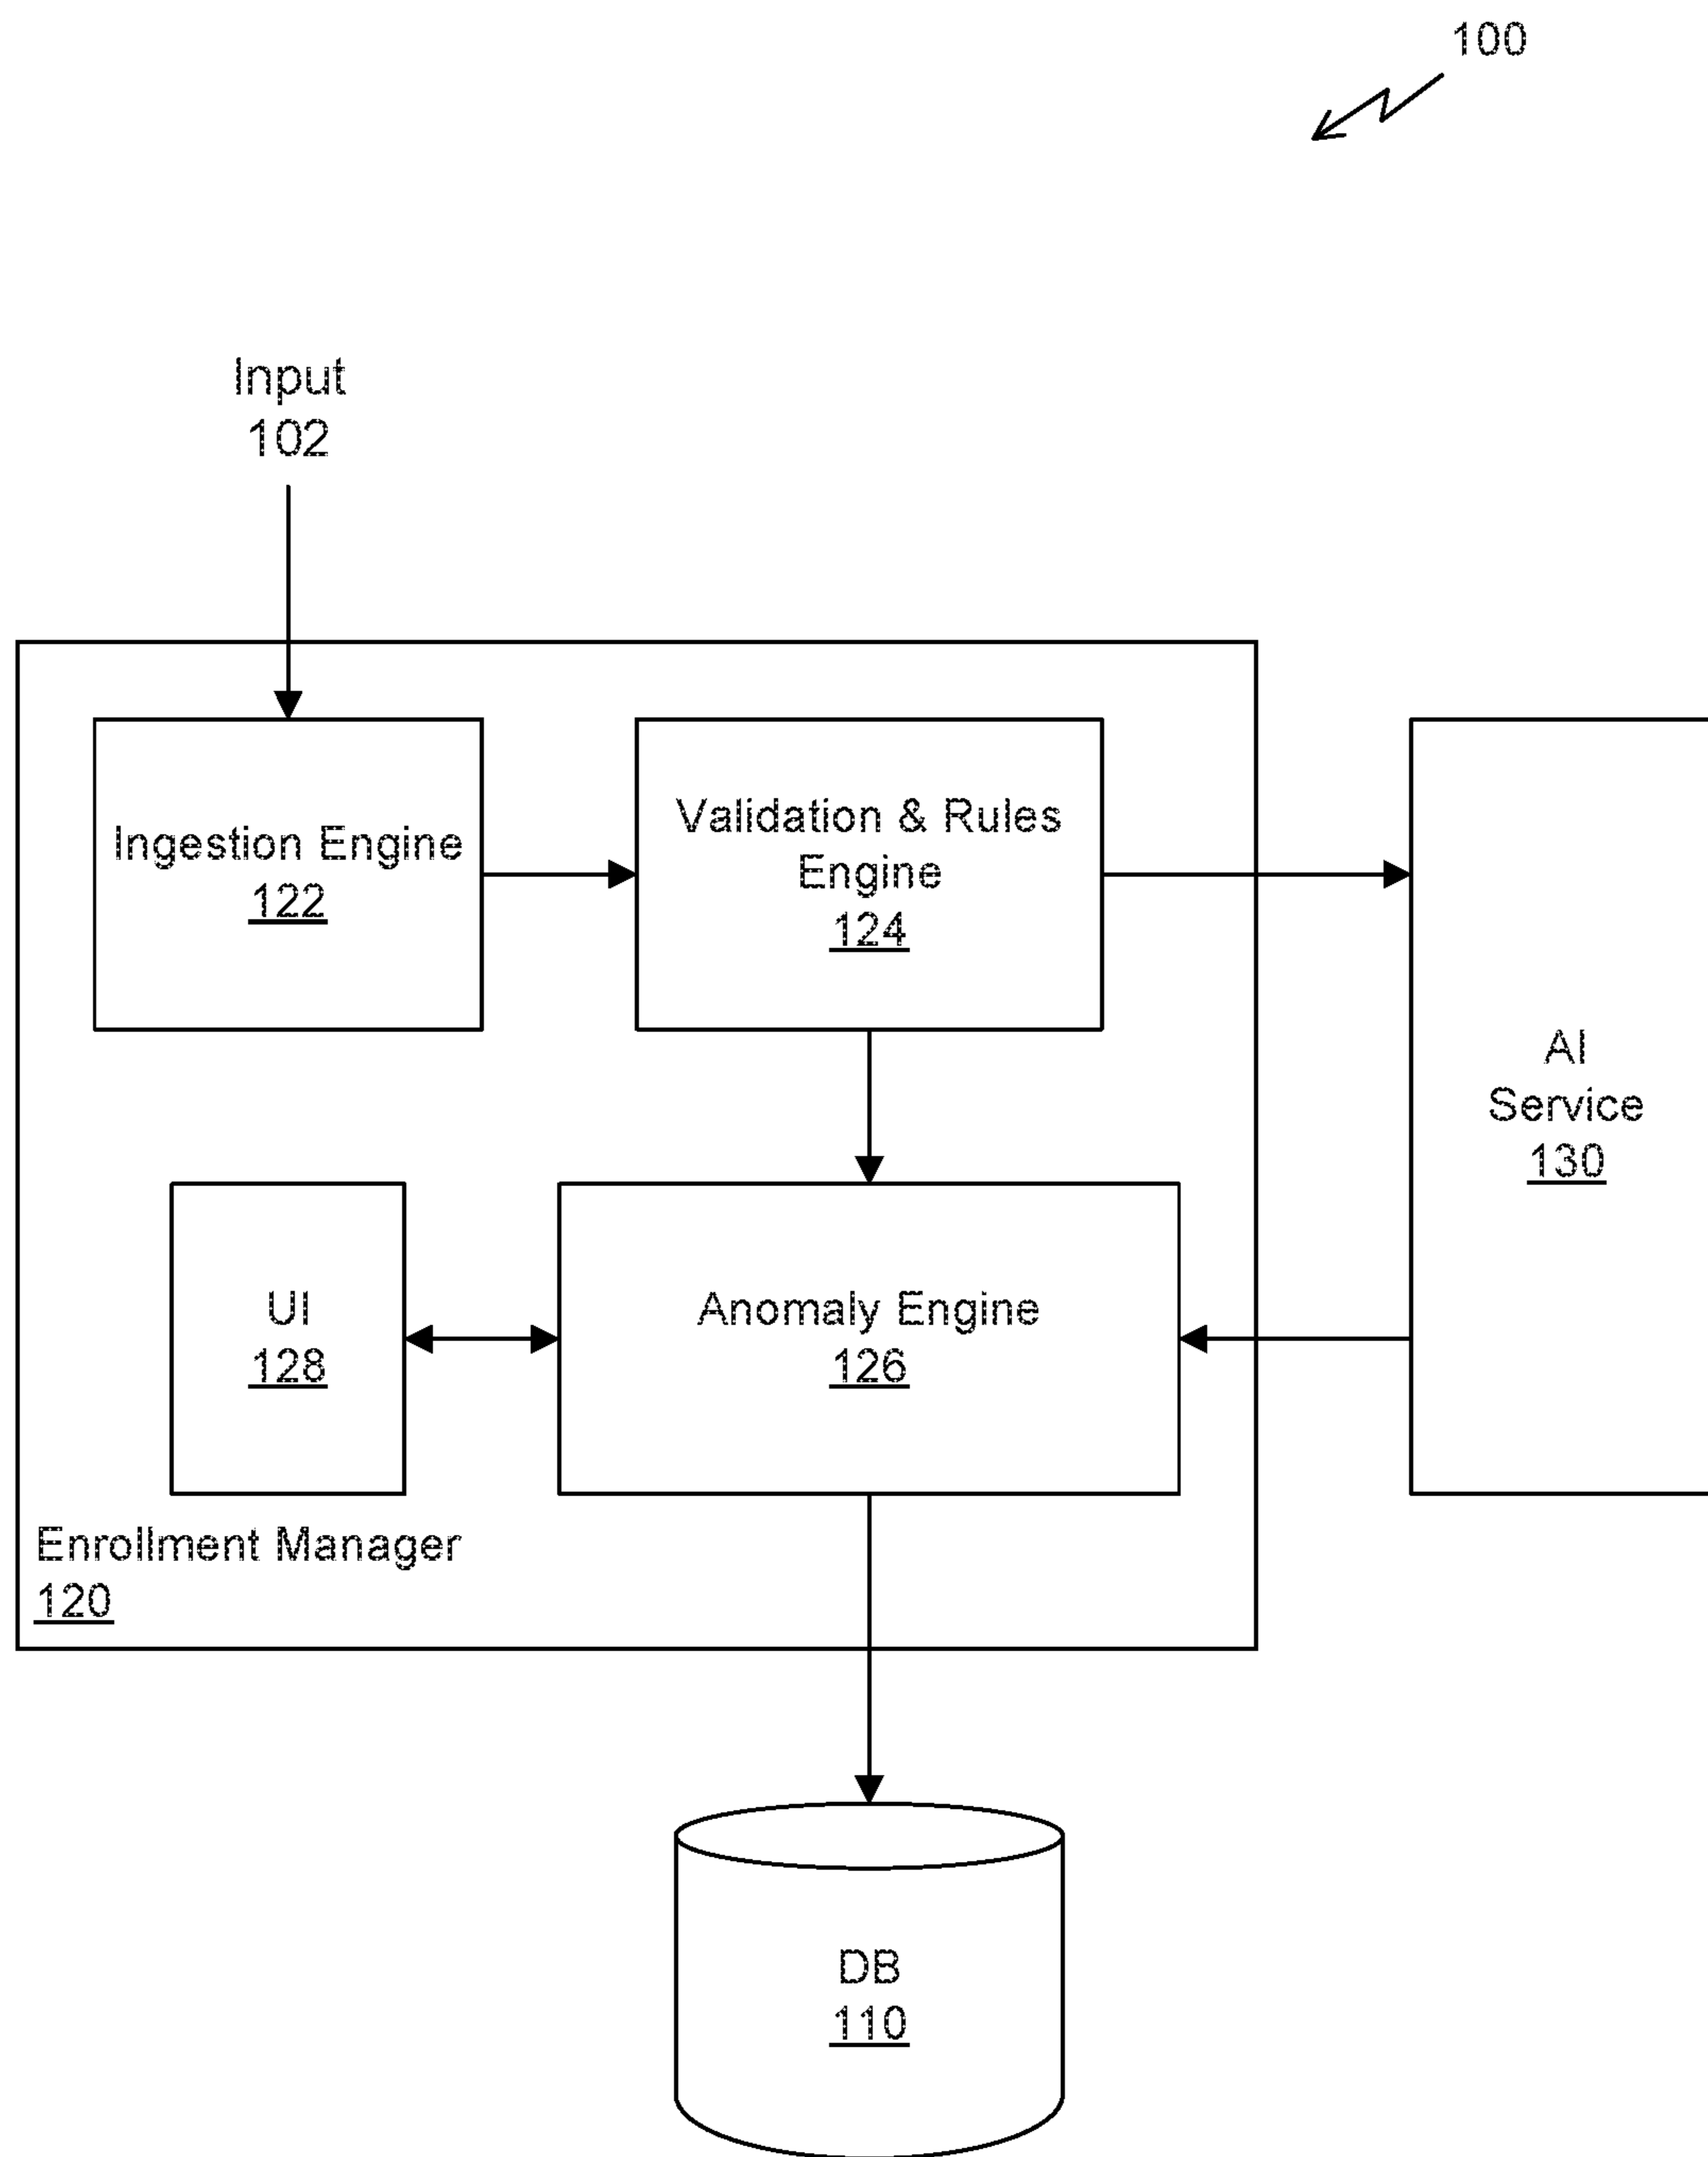 100
Input
102
Ingestion Engine
122
Validation & Rules
Engine
124
AI
Service
130
UI
128
Anomaly Engine
126
Enrollment Manager
120
DB
110